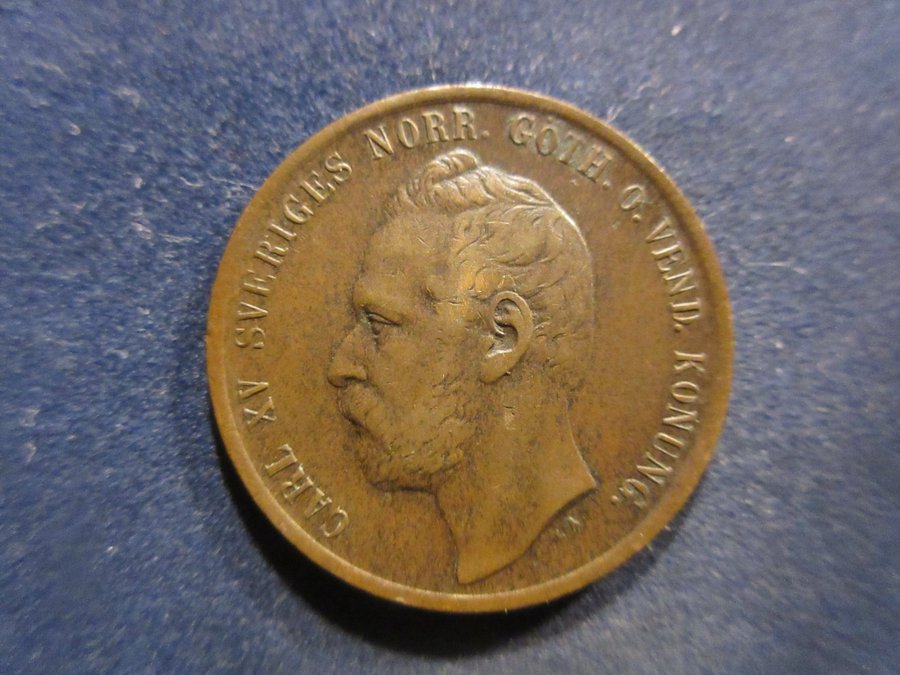 CARL XV SVERIGES NORR. GÖTH. O. VEND. KONUNG.